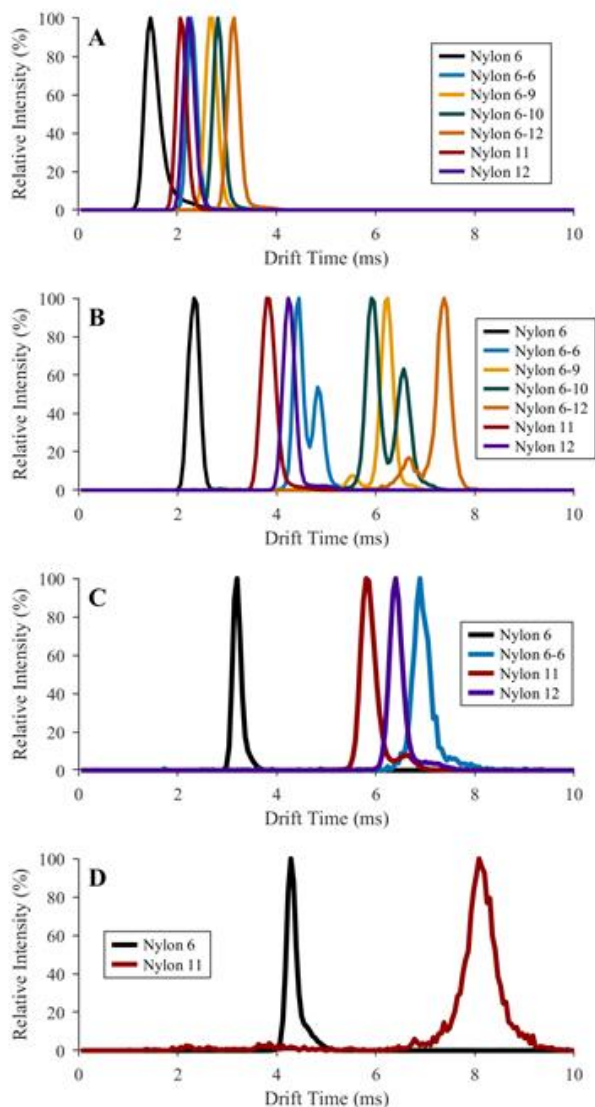 A
Relative Intensity (%)
100
80
60
40
20
0
Nylon 6
Nylon 6-6
Nylon 6-9
Nylon 6-10
Nylon 6-12
Nylon 11
Nylon 12
0 2 4 6 8 10
Drift Time (ms)
B
Relative Intensity (%)
100
80
60
40
20
0
Nylon 6
Nylon 6-6
Nylon 6-9
Nylon 6-10
Nylon 6-12
Nylon 11
Nylon 12
0 2 4 6 8 10
Drift Time (ms)
C
Relative Intensity (%)
100
80
60
40
20
0
Nylon 6
Nylon 6-6
Nylon 11
Nylon 12
0 2 4 6 8 10
Drift Time (ms)
D
Relative Intensity (%)
100
80
60
40
20
0
Nylon 6
Nylon 11
0 2 4 6 8 10
Drift Time (ms)